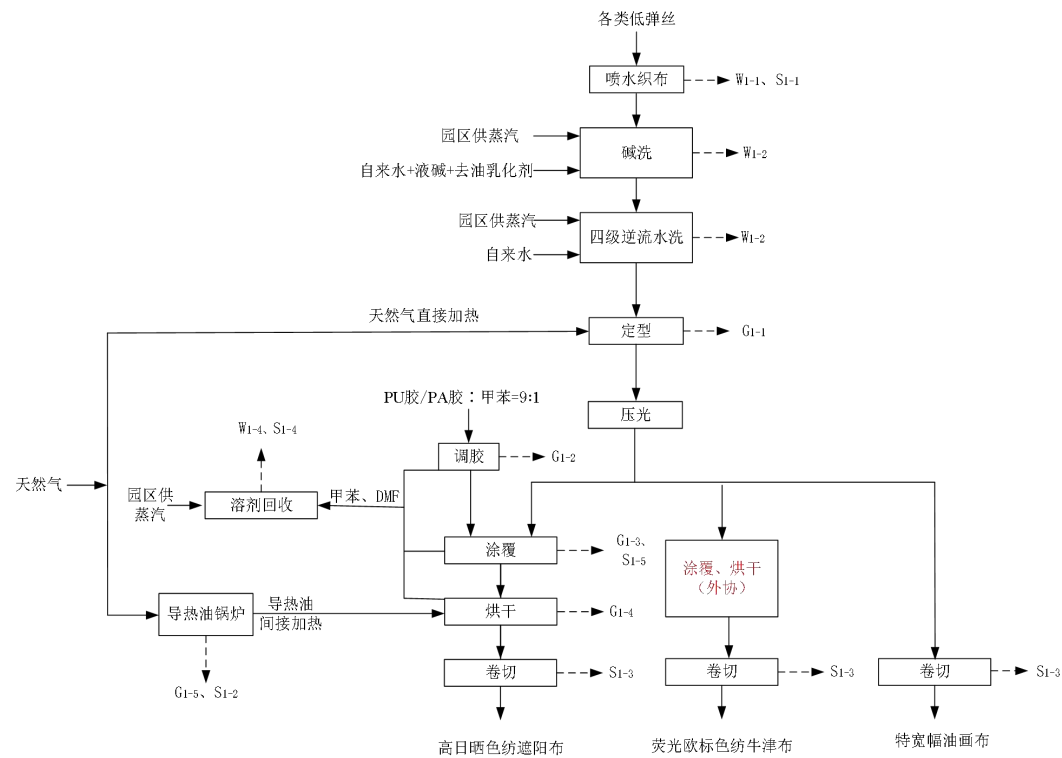 各类低弹丝
喷水织布
W1-1、S1-1
园区供蒸汽
自来水+液碱+去油乳化剂
碱洗
W1-2
园区供蒸汽
自来水
四级逆流水洗
W1-2
天然气直接加热
定型
G1-1
PU胶/PA胶：甲苯=9:1
压光
W1-4、S1-4
调胶
G1-2
天然气
园区供
蒸汽
溶剂回收
甲苯、DMF
涂覆
G1-3、
S1-5
涂覆、烘干
（外协）
导热油锅炉
导热油
间接加热
烘干
G1-4
G1-5、S1-2
卷切
S1-3
卷切
S1-3
卷切
S1-3
高日晒色纺遮阳布
荧光欧标色纺牛津布
特宽幅油画布